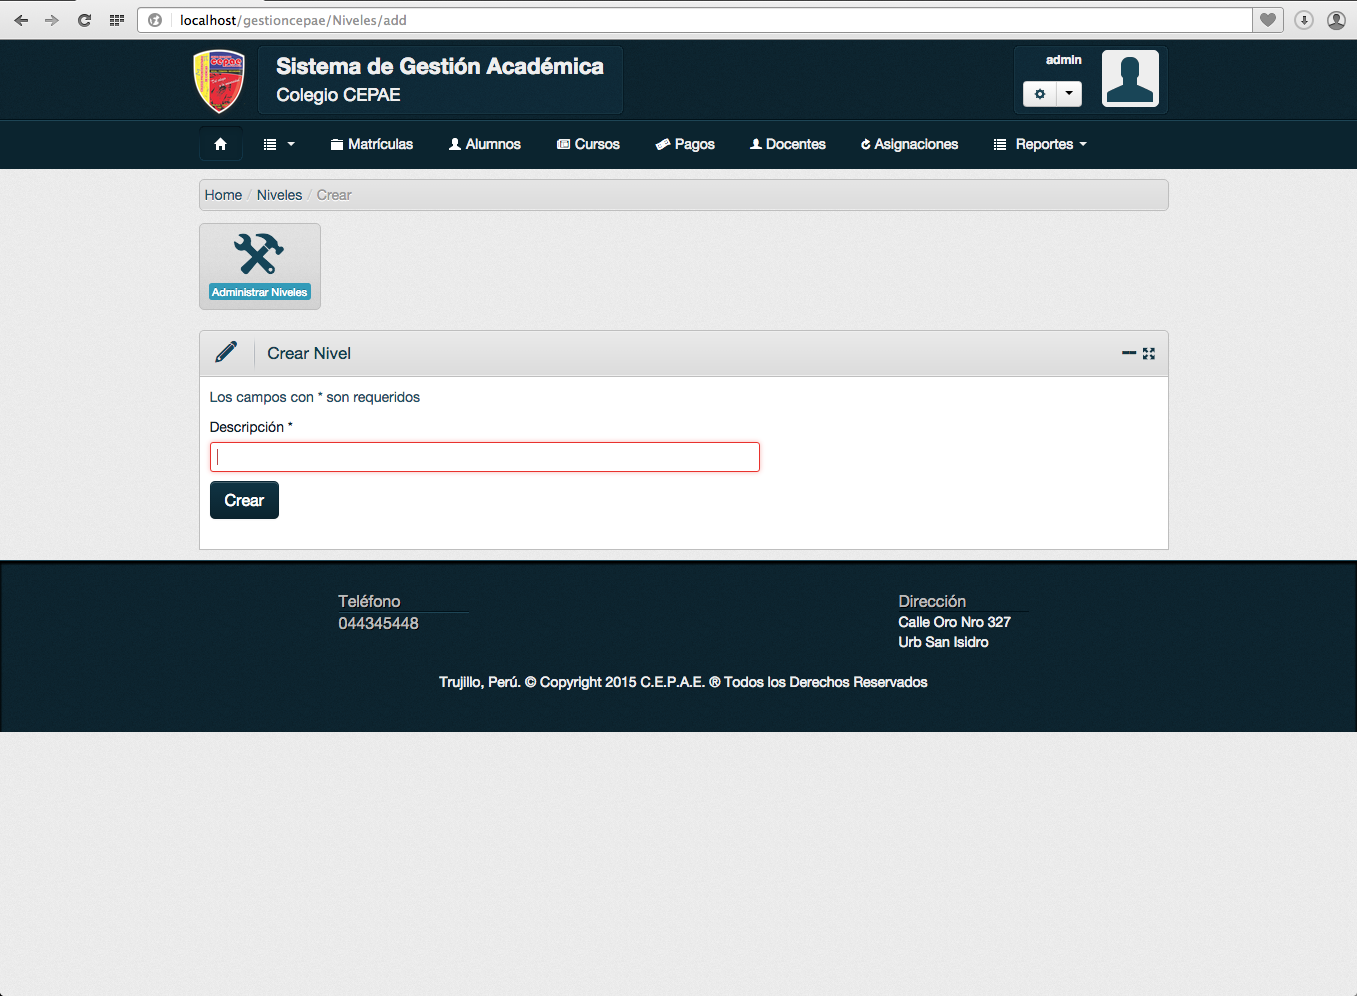 localhost/gestioncepae/Niveles/add
cepae
Sistema de Gestión Académica
Colegio CEPAE
admin
Matrículas Alumnos Cursos Pagos Docentes Asignaciones Reportes
Home / Niveles / Crear
Administrar Niveles
Crear Nivel
Los campos con * son requeridos
Descripción *
Crear
Teléfono
044345448
Dirección
Calle Oro Nro 327
Urb San Isidro
Trujillo, Perú. © Copyright 2015 C.E.P.A.E. ® Todos los Derechos Reservados